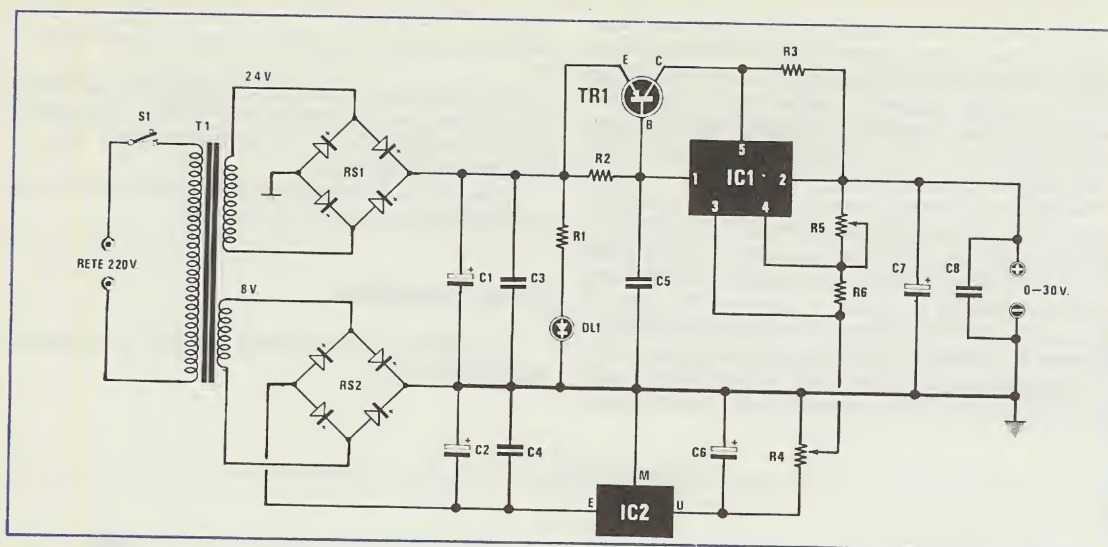 24 V.
S1
T1
RS1
RETE 220V.
8 V.
RS2
E
C
TR1
B
R3
R2
1
IC1
2
5
3
4
R1
DL1
C1
+
C3
C5
R5
R6
C7
+
C8
+
0-30 V.
-
C2
+
C4
E
M
IC2
U
C6
+
R4